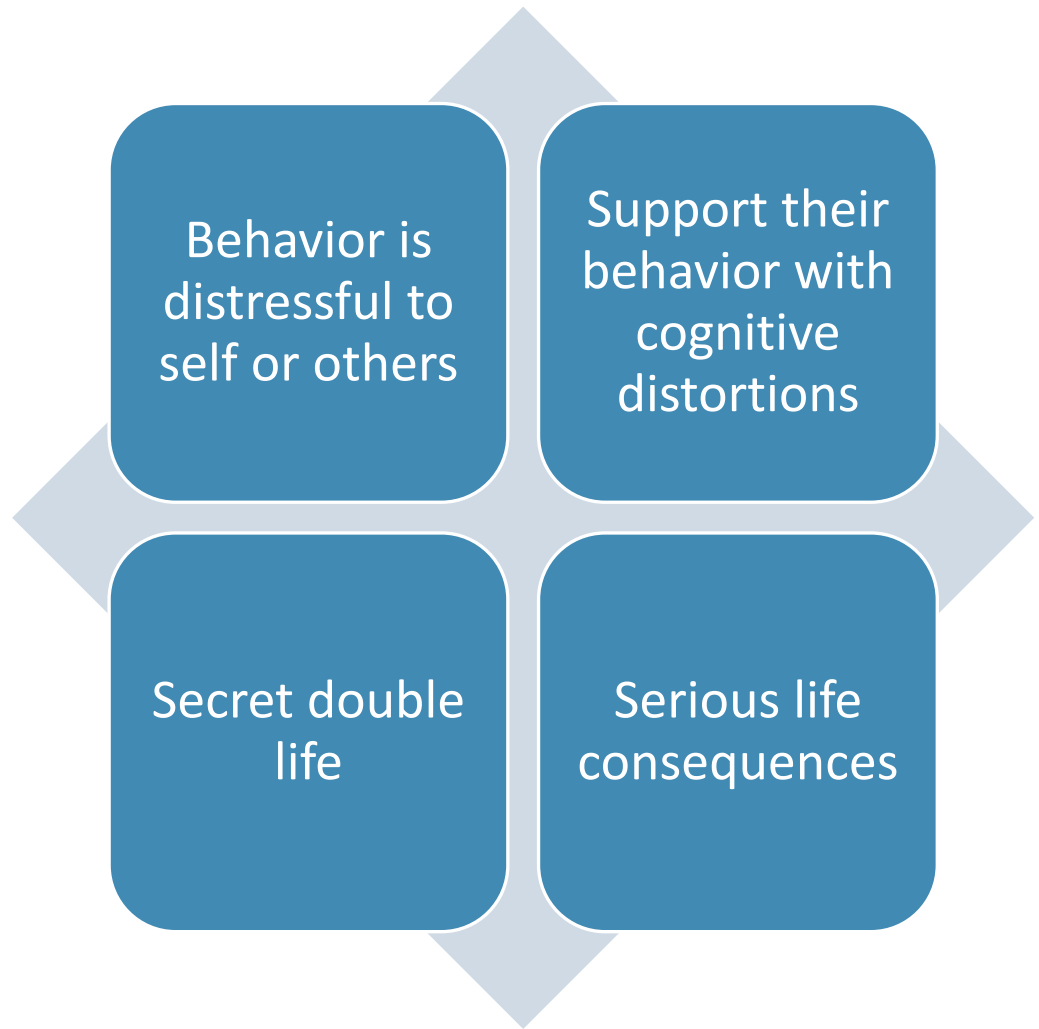 Behavior is
distressful to
self or others
Support their
behavior with
cognitive
distortions
Secret double
life
Serious life
consequences